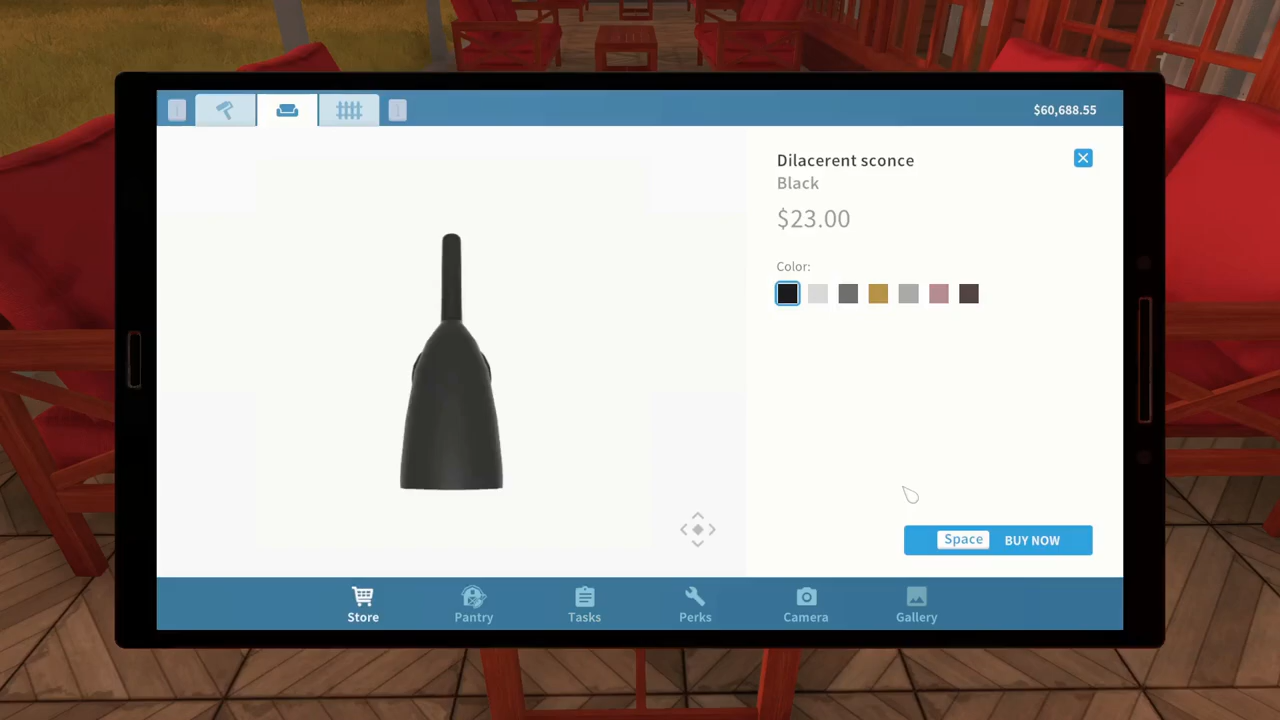 $60,688.55
Dilacerent sconce
Black
$23.00
Color:
Space BUY NOW
Store Pantry Tasks Perks Camera Gallery